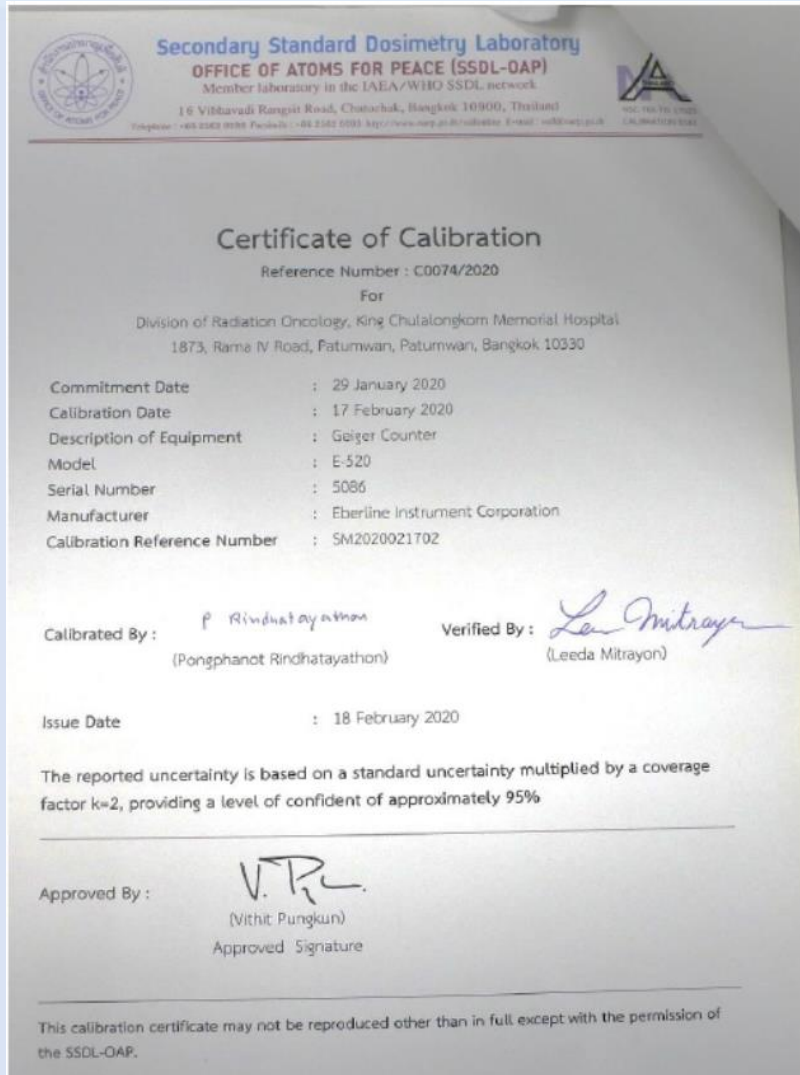 Secondary Standard Dosimetry Laboratory
OFFICE OF ATOMS FOR PEACE (SSDL-OAP)
Member laboratory in the IAEA/WHO SSDL network
16 Vibhavadi Rangsit Road, Chatuchak, Bangkok 10900, Thailand
OFFICE OF ATOMS FOR PEACE
Certificate of Calibration
Reference Number : C0074/2020
For
Division of Radiation Oncology, King Chulalongkorn Memorial Hospital
1873, Rama IV Road, Patumwan, Patumwan, Bangkok 10330
Commitment Date : 29 January 2020
Calibration Date : 17 February 2020
Description of Equipment : Geiger Counter
Model : E-520
Serial Number : 5086
Manufacturer : Eberline Instrument Corporation
Calibration Reference Number : SM2020021702
Calibrated By : P Rindhatayathon Verified By : Lee Mitrayon
(Pongphanot Rindhatayathon) (Leeda Mitrayon)
Issue Date : 18 February 2020
The reported uncertainty is based on a standard uncertainty multiplied by a coverage
factor k=2, providing a level of confident of approximately 95%
Approved By :
(Vithit Pungkun)
Approved Signature
This calibration certificate may not be reproduced other than in full except with the permission of
the SSDL-OAP.